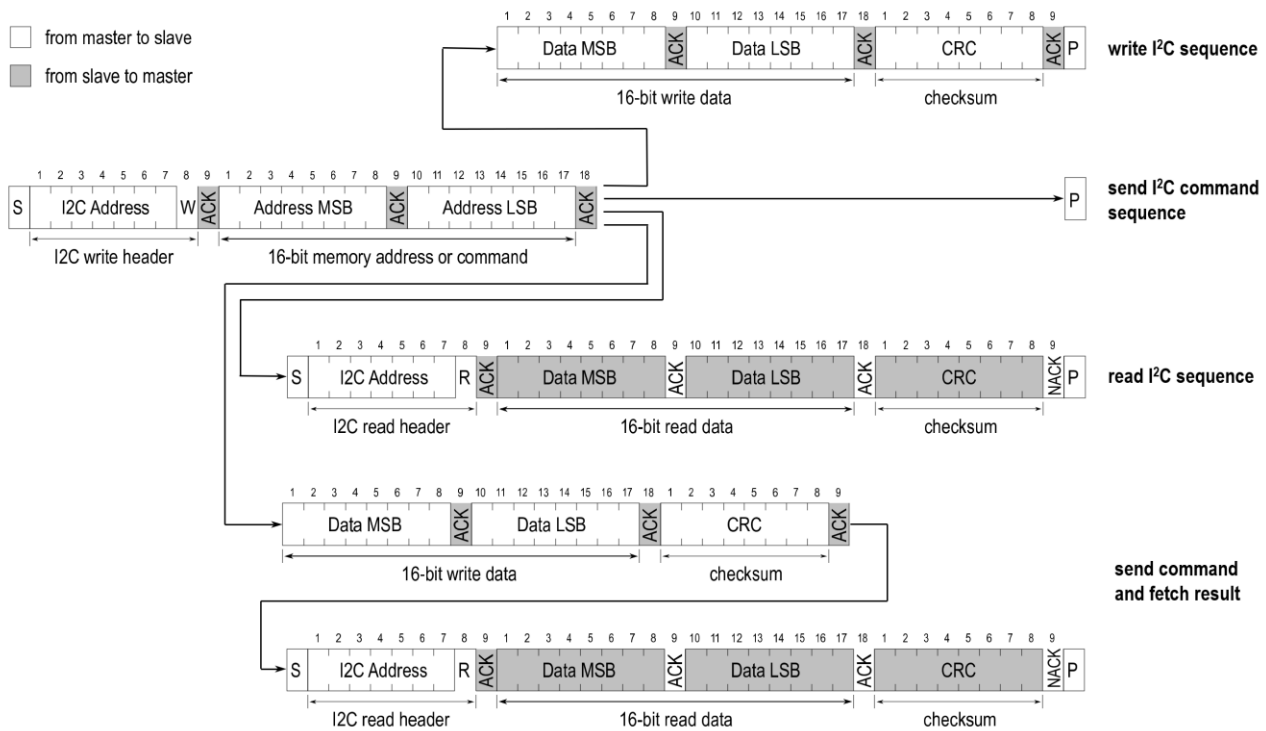 from master to slave
from slave to master
1 2 3 4 5 6 7 8 9 10 11 12 13 14 15 16 17 18 1 2 3 4 5 6 7 8 9
Data MSB ACK Data LSB ACK CRC ACK P
write I²C sequence
16-bit write data checksum
1 2 3 4 5 6 7 8 9 1 2 3 4 5 6 7 8 9 10 11 12 13 14 15 16 17 18
S I2C Address W ACK Address MSB ACK Address LSB ACK
P
send I²C command
sequence
I2C write header 16-bit memory address or command
1 2 3 4 5 6 7 8 9 1 2 3 4 5 6 7 8 9 10 11 12 13 14 15 16 17 18 1 2 3 4 5 6 7 8 9
S I2C Address R ACK Data MSB ACK Data LSB ACK CRC NACK P
read I²C sequence
I2C read header 16-bit read data checksum
1 2 3 4 5 6 7 8 9 10 11 12 13 14 15 16 17 18 1 2 3 4 5 6 7 8 9
Data MSB ACK Data LSB ACK CRC ACK
16-bit write data checksum
send command
and fetch result
1 2 3 4 5 6 7 8 9 1 2 3 4 5 6 7 8 9 10 11 12 13 14 15 16 17 18 1 2 3 4 5 6 7 8 9
S I2C Address R ACK Data MSB ACK Data LSB ACK CRC NACK P
I2C read header 16-bit read data checksum